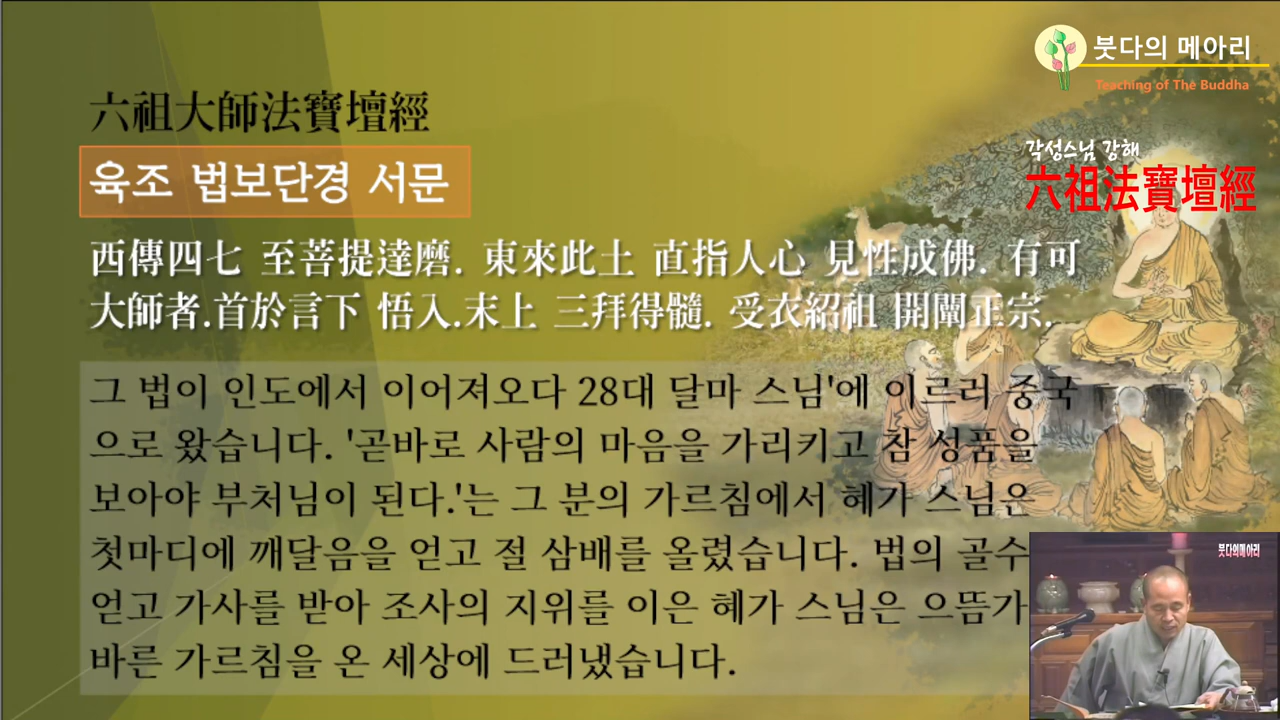 붓다의 메아리
Teaching of The Buddha
六祖大師法寶壇經
각성스님 강해
六祖法寶壇經
육조 법보단경 서문
西傳四七 至菩提達磨. 東來此土 直指人心 見性成佛. 有可
大師者.首於言下 悟入.末上 三拜得髓. 受衣紹祖 開闡正宗.
그 법이 인도에서 이어져오다 28대 달마 스님'에 이르러 중국
으로 왔습니다. '곧바로 사람의 마음을 가리키고 참 성품을
보아야 부처님이 된다.'는 그 분의 가르침에서 혜가 스님은
첫마디에 깨달음을 얻고 절 삼배를 올렸습니다. 법의 골수
얻고 가사를 받아 조사의 지위를 이은 혜가 스님은 으뜸가
바른 가르침을 온 세상에 드러냈습니다.
붓다의메아리